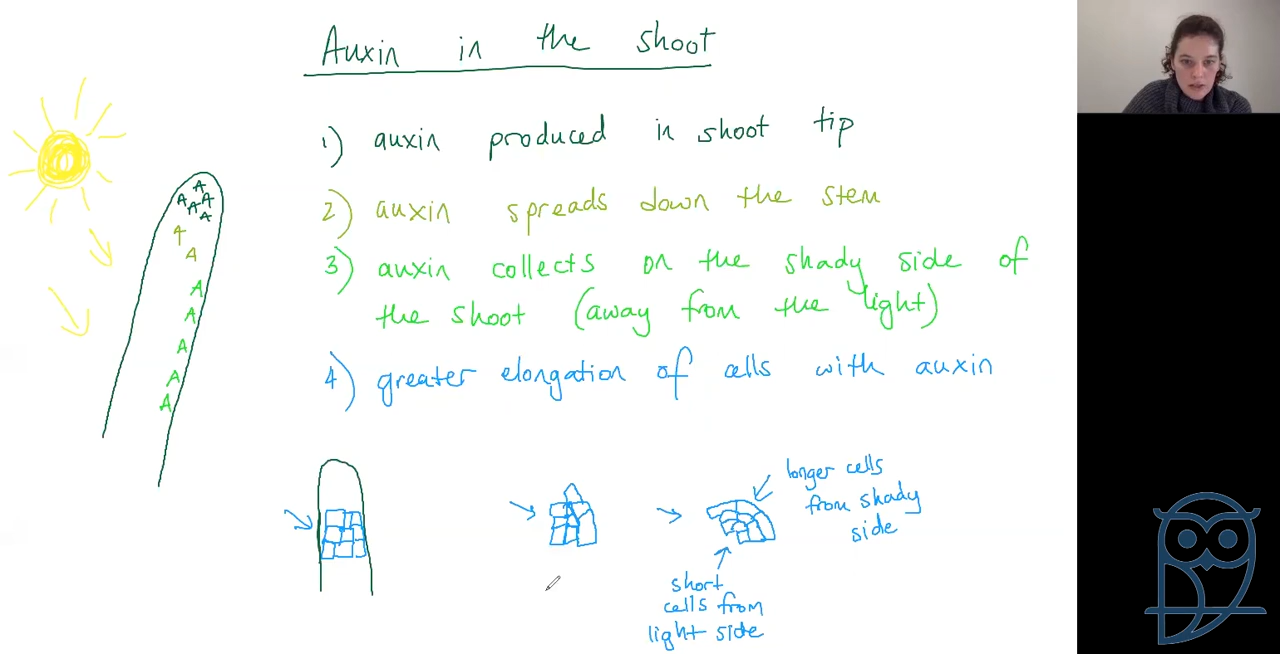 Auxin in the shoot
1) auxin produced in shoot tip
2) auxin spreads down the stem
3) auxin collects on the shady side of
the shoot (away from the light)
4) greater elongation of cells with auxin
A
A A
A A
A
A
A
A
A
A
A
longer cells
from shady
side
short
cells from
light side